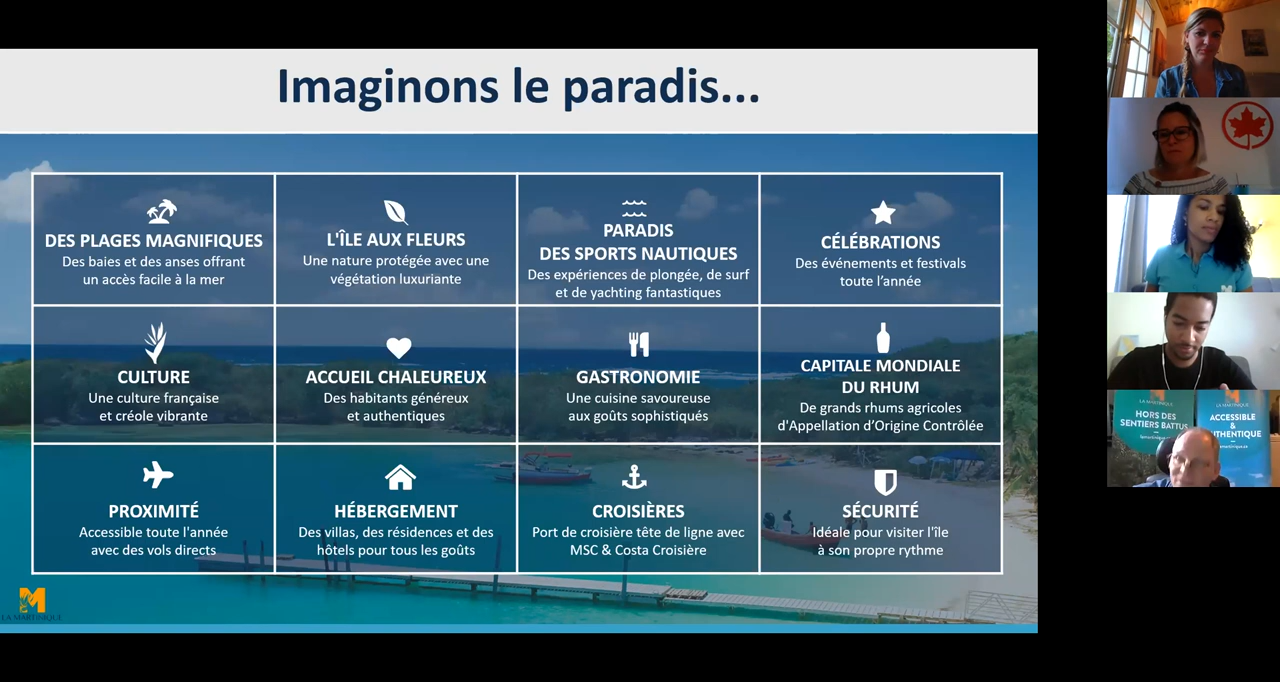 Imaginons le paradis...
DES PLAGES MAGNIFIQUES
Des baies et des anses offrant
un accès facile à la mer
L'ÎLE AUX FLEURS
Une nature protégée avec une
végétation luxuriante
PARADIS
DES SPORTS NAUTIQUES
Des expériences de plongée, de surf
et de yachting fantastiques
CÉLÉBRATIONS
Des événements et festivals
toute l’année
CULTURE
Une culture française
et créole vibrante
ACCUEIL CHALEUREUX
Des habitants généreux
et authentiques
GASTRONOMIE
Une cuisine savoureuse
aux goûts sophistiqués
CAPITALE MONDIALE
DU RHUM
De grands rhums agricoles
d'Appellation d’Origine Contrôlée
PROXIMITÉ
Accessible toute l'année
avec des vols directs
HÉBERGEMENT
Des villas, des résidences et des
hôtels pour tous les goûts
CROISIÈRES
Port de croisière tête de ligne avec
MSC & Costa Croisière
SÉCURITÉ
Idéale pour visiter l'île
à son propre rythme
LA MARTINIQUE
LA MARTINIQUE
HORS DES
SENTIERS BATTUS
ACCESSIBLE
&